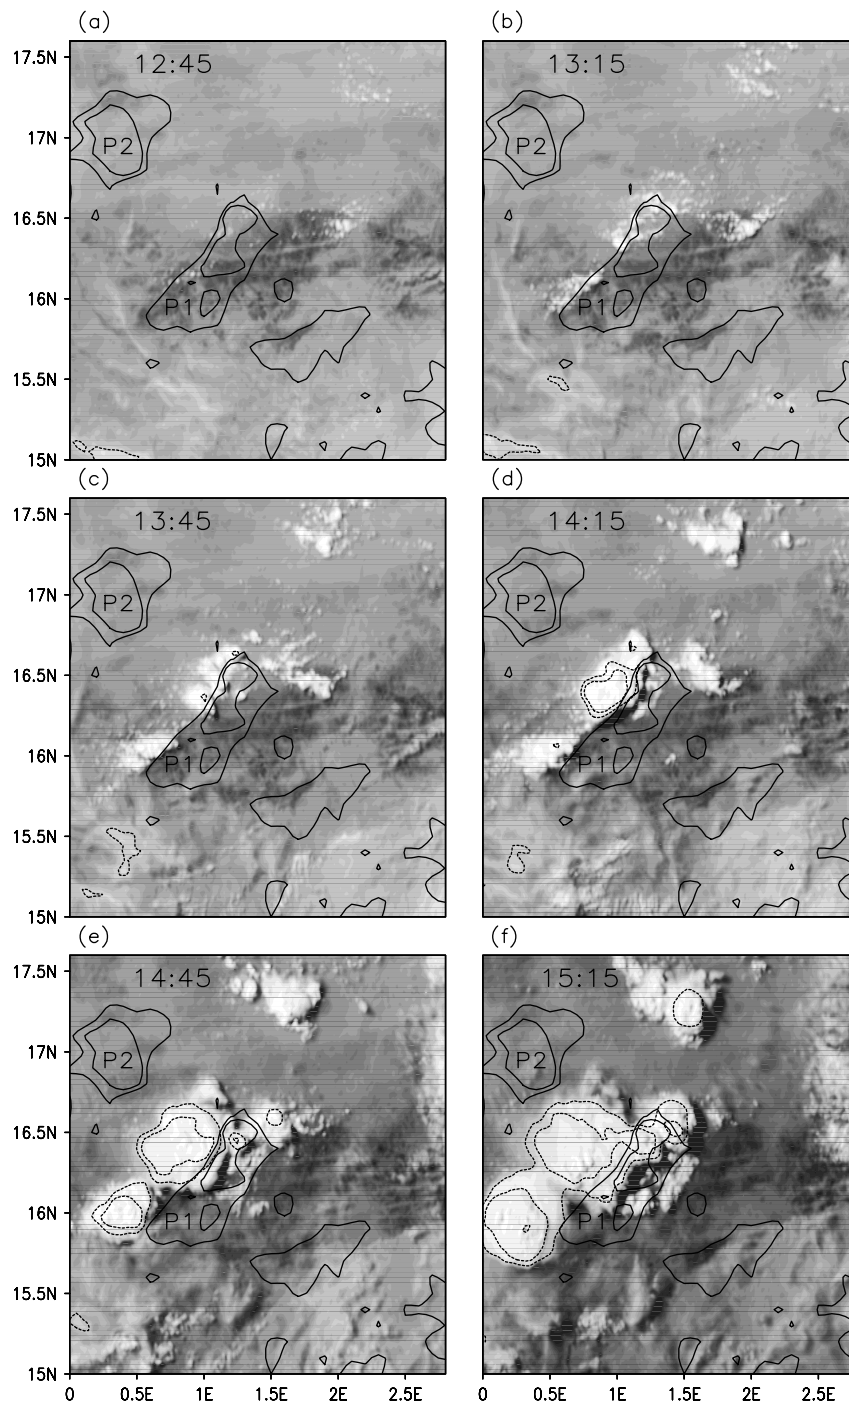 (a) (b)
17.5N 12:45 13:15
17N P2 P2
16.5N
16N P1 P1
15.5N
15N
(c) (d)
17.5N 13:45 14:15
17N P2 P2
16.5N
16N P1 P1
15.5N
15N
(e) (f)
17.5N 14:45 15:15
17N P2 P2
16.5N
16N P1 P1
15.5N
15N
0 0.5E 1E 1.5E 2E 2.5E 0 0.5E 1E 1.5E 2E 2.5E